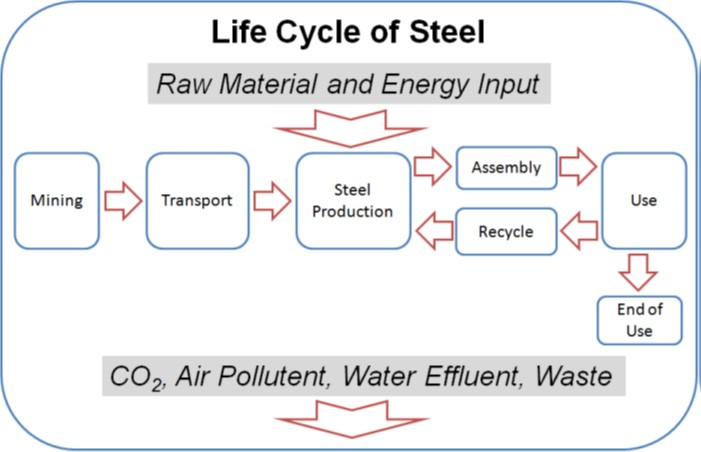 Life Cycle of Steel
Raw Material and Energy Input
Mining
Transport
Steel
Production
Assembly
Use
Recycle
End of
Use
CO₂, Air Pollutent, Water Effluent, Waste